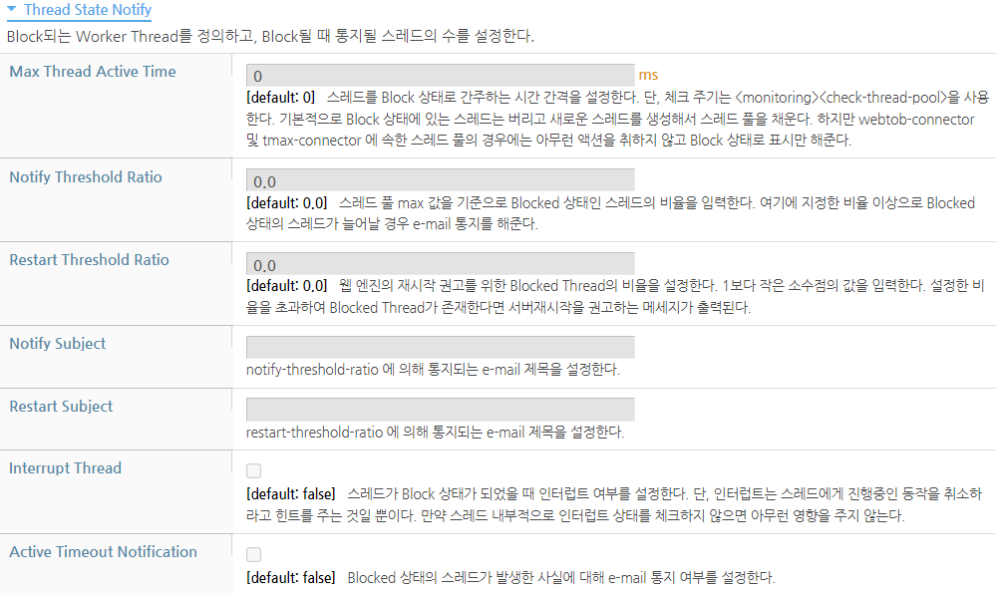 Thread State Notify
Block되는 Worker Thread를 정의하고, Block될 때 통지될 스레드의 수를 설정한다.
Max Thread Active Time
0 ms
[default: 0] 스레드를 Block 상태로 간주하는 시간 간격을 설정한다. 단, 체크 주기는 <monitoring><check-thread-pool>을 사용
한다. 기본적으로 Block 상태에 있는 스레드는 버리고 새로운 스레드를 생성해서 스레드 풀을 채운다. 하지만 webtob-connector
및 tmax-connector 에 속한 스레드 풀의 경우에는 아무런 액션을 취하지 않고 Block 상태로 표시만 해준다.
Notify Threshold Ratio
0.0
[default: 0.0] 스레드 풀 max 값을 기준으로 Blocked 상태인 스레드의 비율을 입력한다. 여기에 지정한 비율 이상으로 Blocked
상태의 스레드가 늘어날 경우 e-mail 통지를 해준다.
Restart Threshold Ratio
0.0
[default: 0.0] 웹 엔진의 재시작 권고를 위한 Blocked Thread의 비율을 설정한다. 1보다 작은 소수점의 값을 입력한다. 설정한 비
율을 초과하여 Blocked Thread가 존재한다면 서버재시작을 권고하는 메세지가 출력된다.
Notify Subject
notify-threshold-ratio 에 의해 통지되는 e-mail 제목을 설정한다.
Restart Subject
restart-threshold-ratio 에 의해 통지되는 e-mail 제목을 설정한다.
Interrupt Thread
[default: false] 스레드가 Block 상태가 되었을 때 인터럽트 여부를 설정한다. 단, 인터럽트는 스레드에게 진행중인 동작을 취소하
라고 힌트를 주는 것일 뿐이다. 만약 스레드 내부적으로 인터럽트 상태를 체크하지 않으면 아무런 영향을 주지 않는다.
Active Timeout Notification
[default: false] Blocked 상태의 스레드가 발생한 사실에 대해 e-mail 통지 여부를 설정한다.